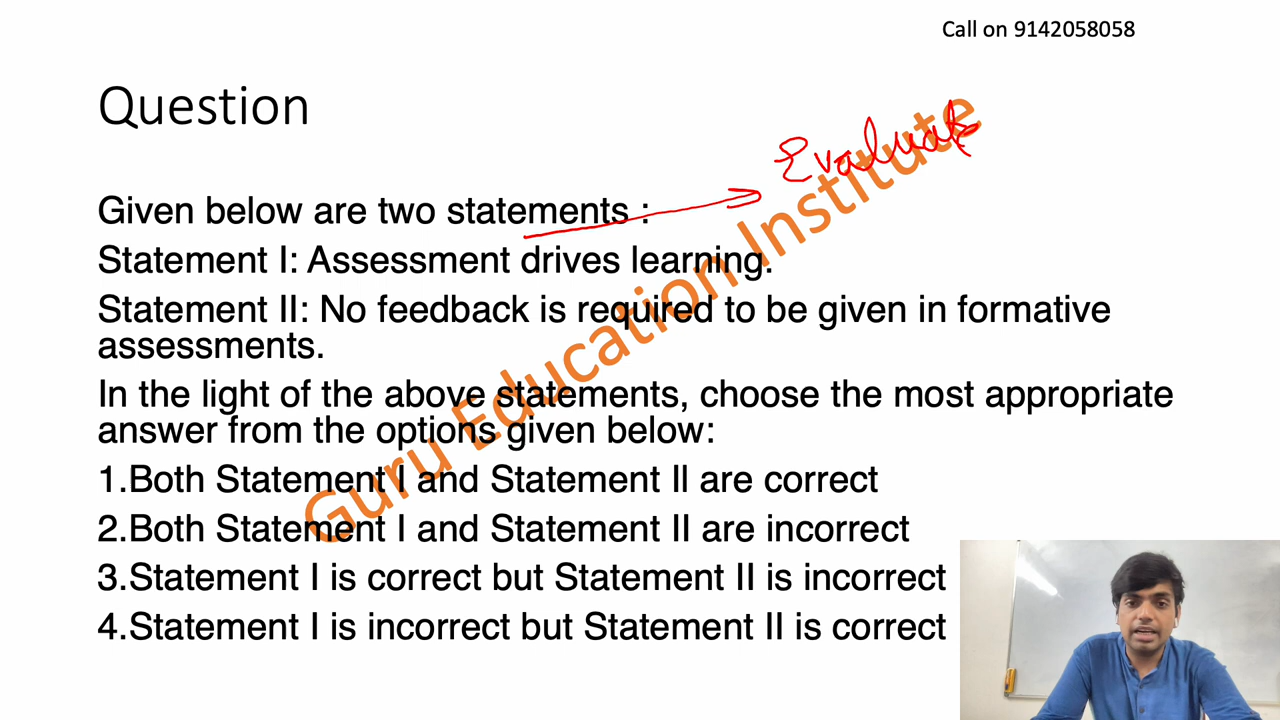 Call on 9142058058
Question
Evaluate
Given below are two statements :
Statement I: Assessment drives learning.
Statement II: No feedback is required to be given in formative
assessments.
In the light of the above statements, choose the most appropriate
answer from the options given below:
1.Both Statement I and Statement II are correct
2.Both Statement I and Statement II are incorrect
3.Statement I is correct but Statement II is incorrect
4.Statement I is incorrect but Statement II is correct
Guru Education Institute